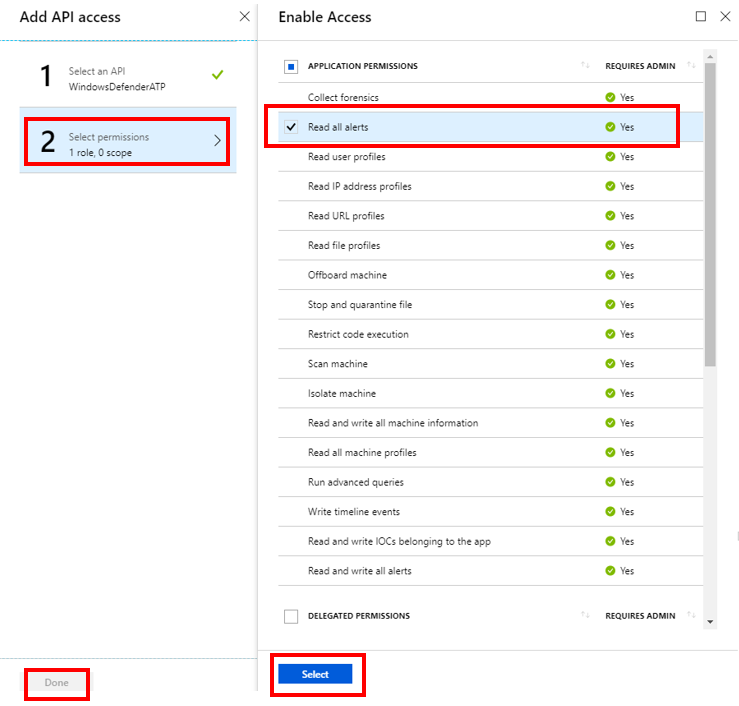 Add API access
1
Select an API
WindowsDefenderATP
2
Select permissions
1 role, 0 scope
Done
Enable Access
APPLICATION PERMISSIONS REQUIRES ADMIN
Collect forensics Yes
Read all alerts Yes
Read user profiles Yes
Read IP address profiles Yes
Read URL profiles Yes
Read file profiles Yes
Offboard machine Yes
Stop and quarantine file Yes
Restrict code execution Yes
Scan machine Yes
Isolate machine Yes
Read and write all machine information Yes
Read all machine profiles Yes
Run advanced queries Yes
Write timeline events Yes
Read and write IOCs belonging to the app Yes
Read and write all alerts Yes
DELEGATED PERMISSIONS REQUIRES ADMIN
Select